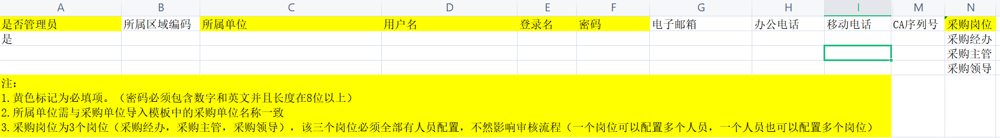 A B C D E F G H I M N
是否管理员 所属区域编码 所属单位 用户名 登录名 密码 电子邮箱 办公电话 移动电话 CA序列号 采购岗位
是 采购经办
采购主管
采购领导
注：
1.黄色标记为必填项。（密码必须包含数字和英文并且长度在8位以上）
2.所属单位需与采购单位导入模板中的采购单位名称一致
3.采购岗位为3个岗位（采购经办，采购主管，采购领导），该三个岗位必须全部有人员配置，不然影响审核流程（一个岗位可以配置多个人员，一个人员也可以配置多个岗位）